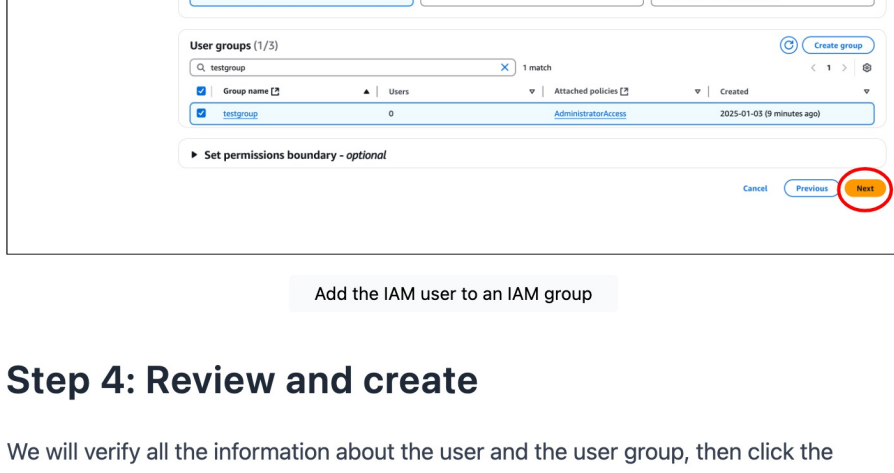 User groups (1/3)
Create group
testgroup
1 match
1
Group name
Users
Attached policies
Created
testgroup
0
AdministratorAccess
2025-01-03 (9 minutes ago)
Set permissions boundary - optional
Cancel
Previous
Next
Add the IAM user to an IAM group
Step 4: Review and create
We will verify all the information about the user and the user group, then click the